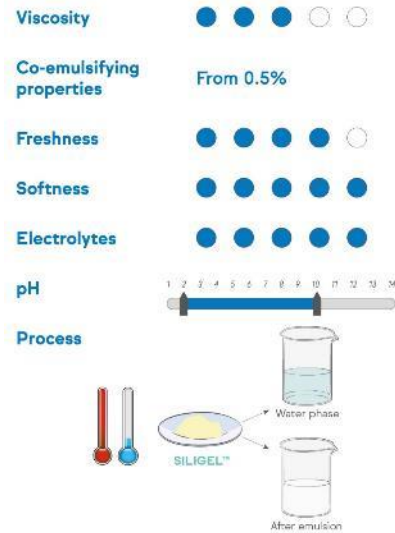 Viscosity
Co-emulsifying
properties
From 0.5%
Freshness
Softness
Electrolytes
pH
1 2 3 4 5 6 7 8 9 10 11 12 13 14
Process
Water phase
SILIGEL™
After emulsion